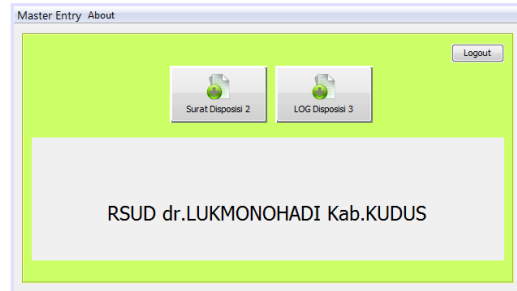 Master Entry About
Logout
Surat Disposisi 2
LOG Disposisi 3
RSUD dr.LUKMONOHADI Kab.KUDUS